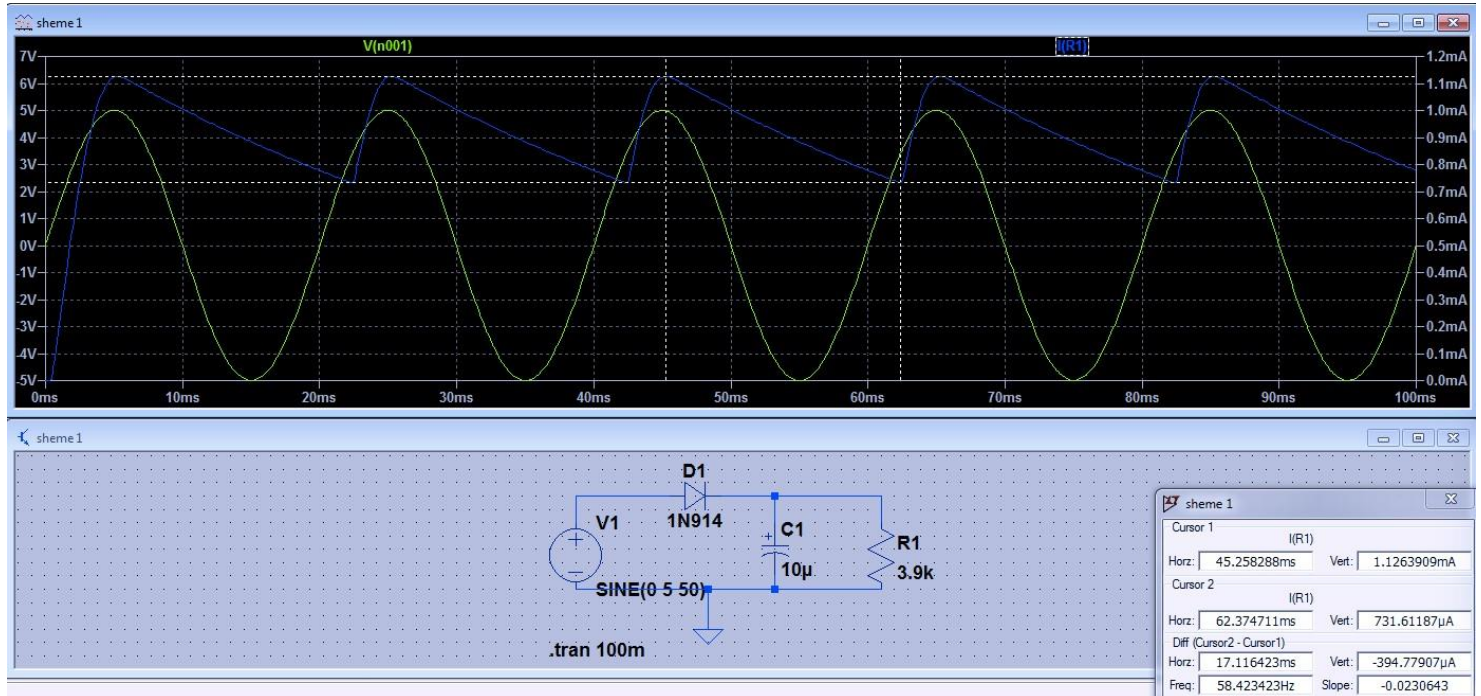 sheme 1
V(n001)
I(R1)
7V
6V
5V
4V
3V
2V
1V
0V
-1V
-2V
-3V
-4V
-5V
1.2mA
1.1mA
1.0mA
0.9mA
0.8mA
0.7mA
0.6mA
0.5mA
0.4mA
0.3mA
0.2mA
0.1mA
0.0mA
0ms
10ms
20ms
30ms
40ms
50ms
60ms
70ms
80ms
90ms
100ms
sheme 1
D1
1N914
V1
SINE(0 5 50)
C1
10µ
R1
3.9k
.tran 100m
sheme 1
Cursor 1
I(R1)
Horz: 45.258288ms Vert: 1.1263909mA
Cursor 2
I(R1)
Horz: 62.374711ms Vert: 731.61187µA
Diff (Cursor2 - Cursor1)
Horz: 17.116423ms Vert: -394.77907µA
Freq: 58.423423Hz Slope: -0.0230643